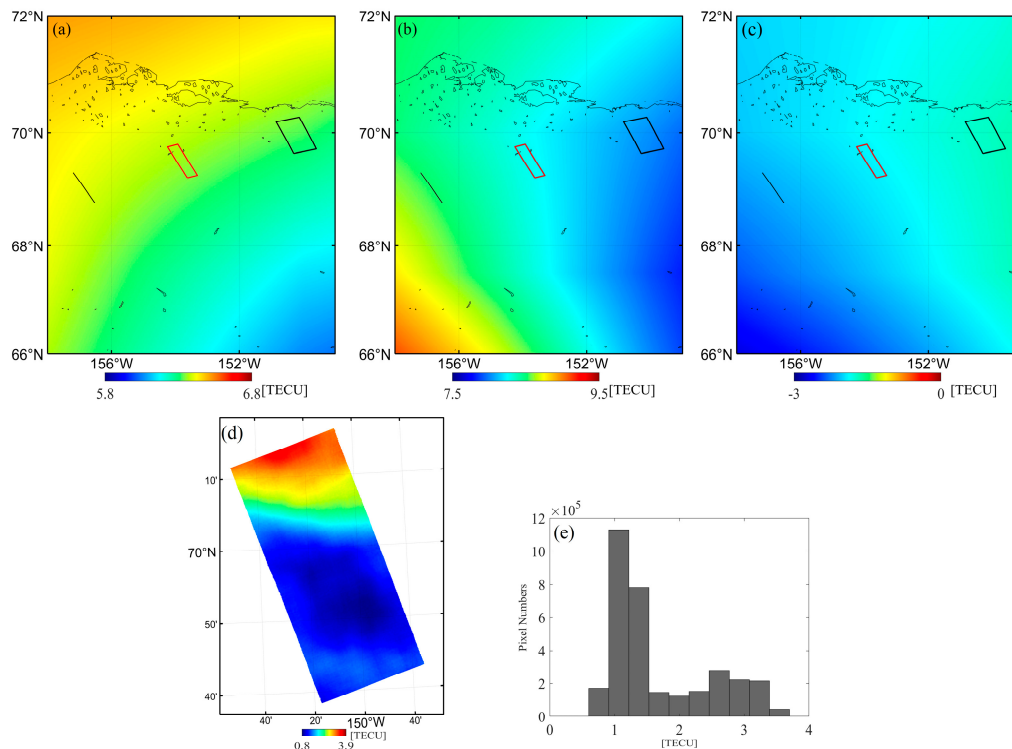 72°N (a)
70°N
68°N
66°N
156°W 152°W
5.8 6.8 [TECU]
72°N (b)
70°N
68°N
66°N
156°W 152°W
7.5 9.5 [TECU]
72°N (c)
70°N
68°N
66°N
156°W 152°W
-3 0 [TECU]
(d)
10'
70°N
50'
40'
40' 20' 150°W 40'
[TECU]
0.8 3.9
×10⁵
(e)
12
10
8
6
4
2
0
Pixel Numbers
0 1 2 3 4
[TECU]